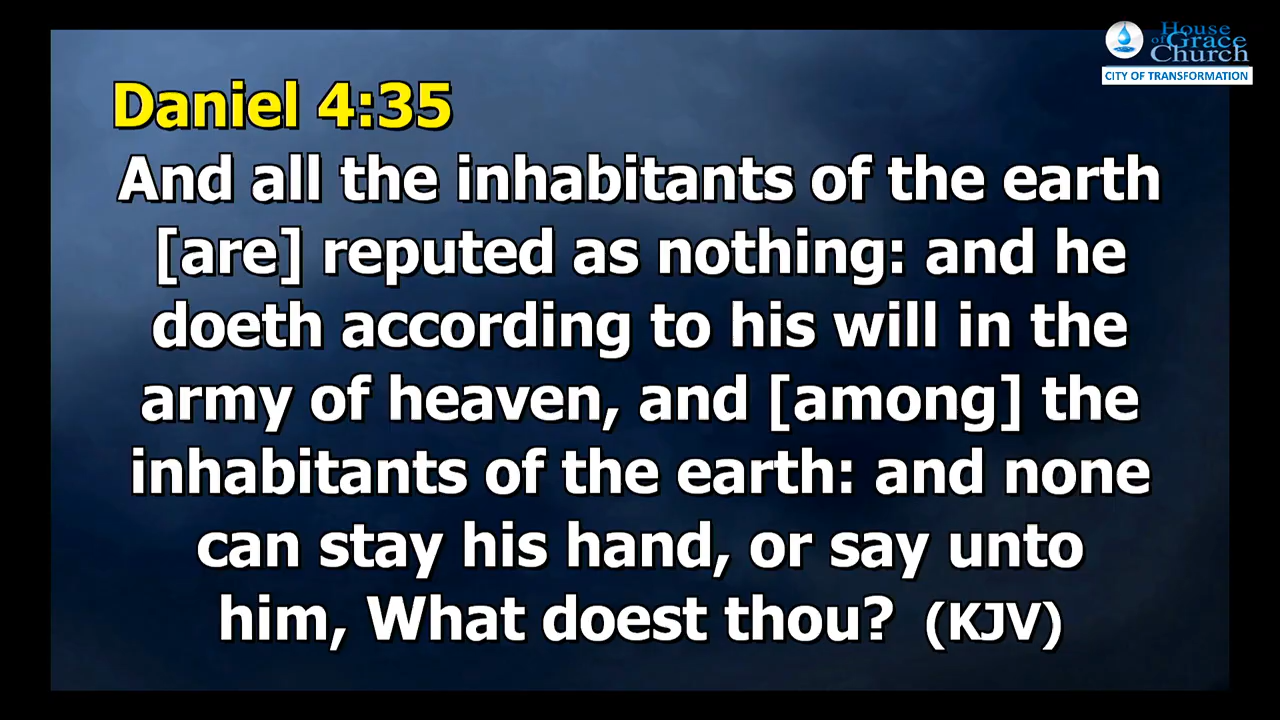 House
of Grace
Church
CITY OF TRANSFORMATION
Daniel 4:35
And all the inhabitants of the earth
[are] reputed as nothing: and he
doeth according to his will in the
army of heaven, and [among] the
inhabitants of the earth: and none
can stay his hand, or say unto
him, What doest thou? (KJV)